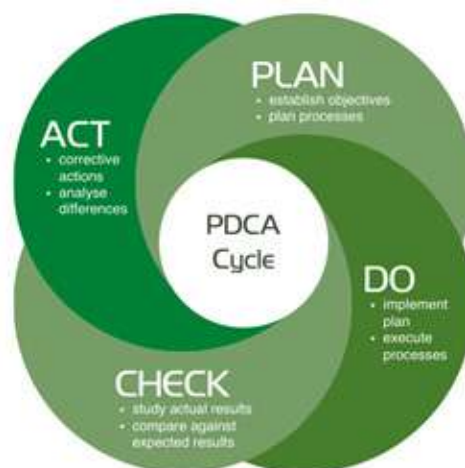 PLAN
• establish objectives
• plan processes
ACT
• corrective
actions
• analyse
differences
PDCA
Cycle
DO
• implement
plan
• execute
processes
CHECK
• study actual results
• compare against
expected results